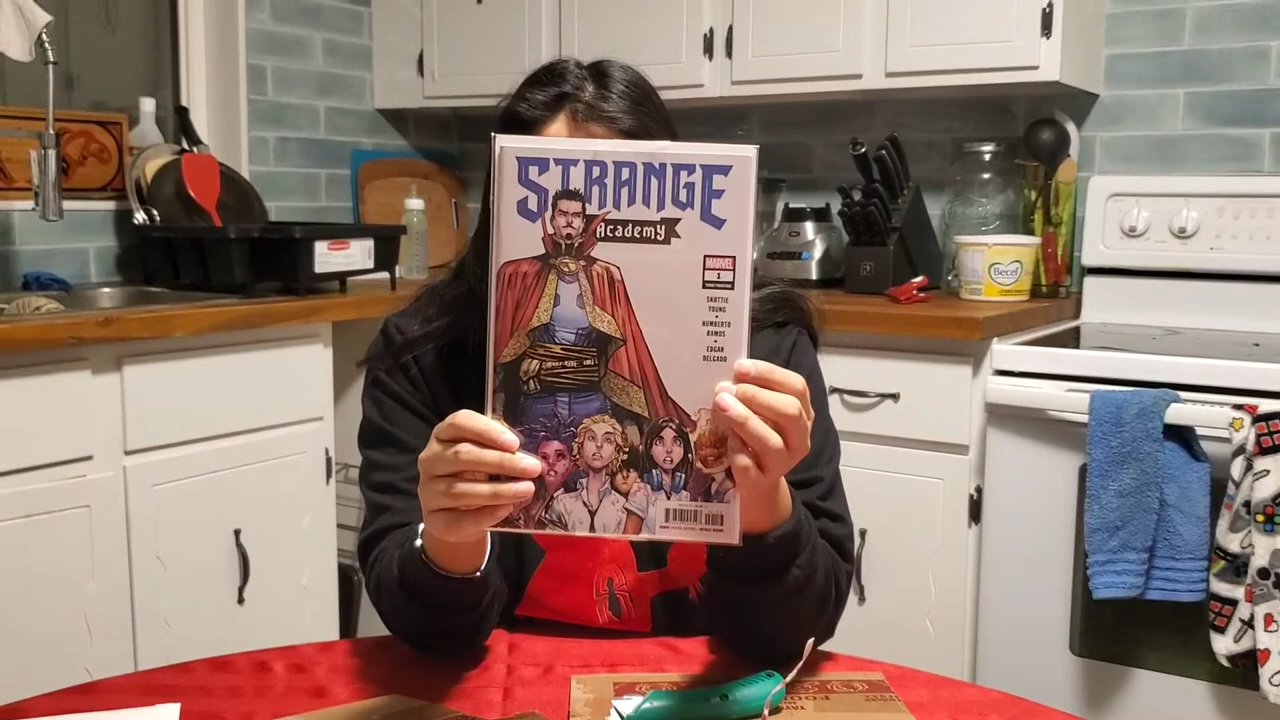 STRANGE
Academy
MARVEL
1
THIRD PRINTING
SKOTTIE
YOUNG
HUMBERTO
RAMOS
EDGAR
DELGADO
Becel